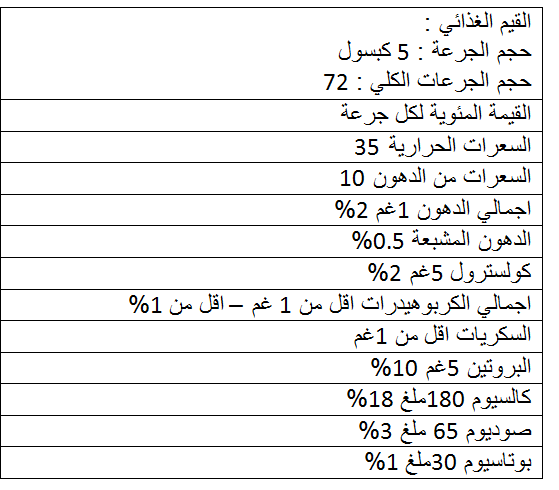 القيم الغذائي :
حجم الجرعة : 5 كبسول
حجم الجرعات الكلي : 72
القيمة المئوية لكل جرعة
السعرات الحرارية 35
السعرات من الدهون 10
اجمالي الدهون 1غم 2%
الدهون المشبعة 0.5%
كولسترول 5غم 2%
اجمالي الكربوهيدرات اقل من 1 غم – اقل من 1%
السكريات اقل من 1غم
البروتين 5غم 10%
كالسيوم 180ملغ 18%
صوديوم 65 ملغ 3%
بوتاسيوم 30ملغ 1%